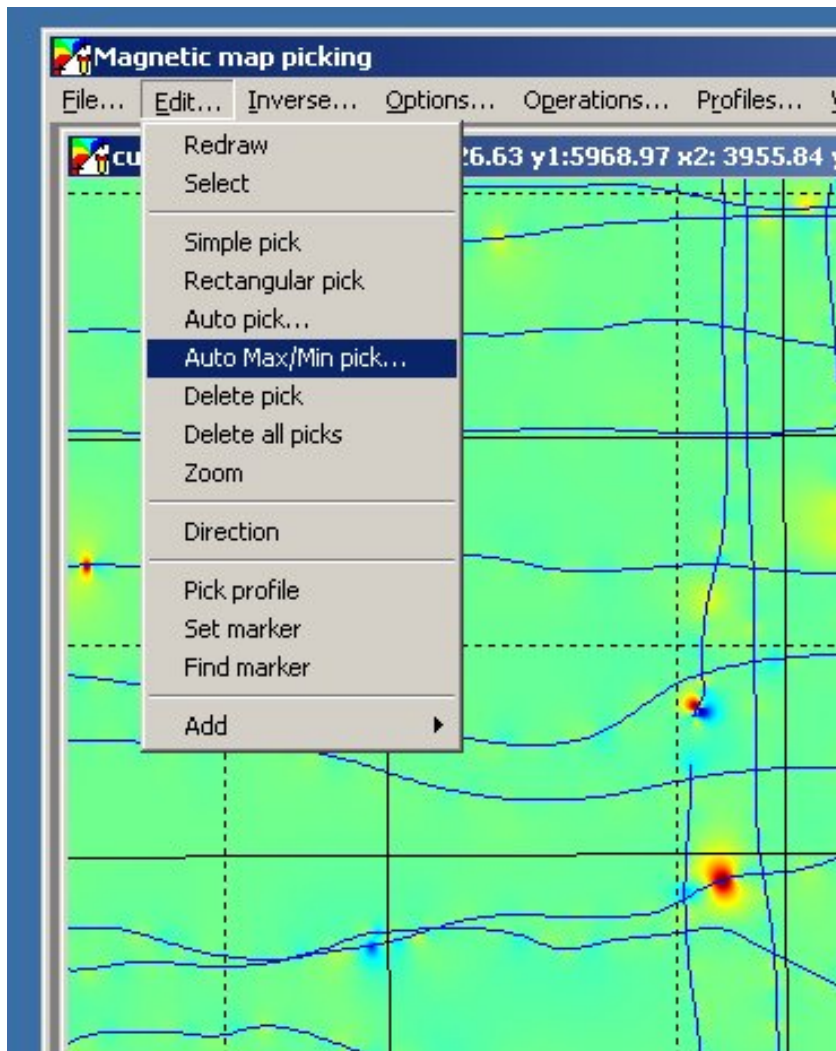 Magnetic map picking
File... Edit... Inverse... Options... Operations... Profiles...
cu 26.63 y1:5968.97 x2: 3955.84 y
Redraw
Select
Simple pick
Rectangular pick
Auto pick...
Auto Max/Min pick...
Delete pick
Delete all picks
Zoom
Direction
Pick profile
Set marker
Find marker
Add